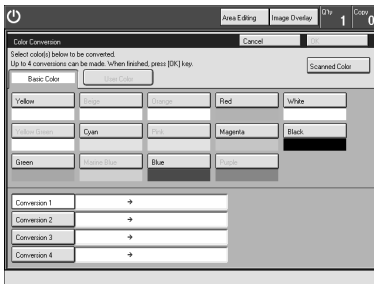 Area Editing Image Overlay Q'ty. 1 Copy 0
Color Conversion Cancel OK
Select color(s) below to be converted.
Up to 4 conversions can be made. When finished, press [OK] key.
Scanned Color
Basic Color User Color
Yellow Beige Orange Red White
Yellow Green Cyan Pink Magenta Black
Green Marine Blue Blue Purple
Conversion 1 →
Conversion 2 →
Conversion 3 →
Conversion 4 →